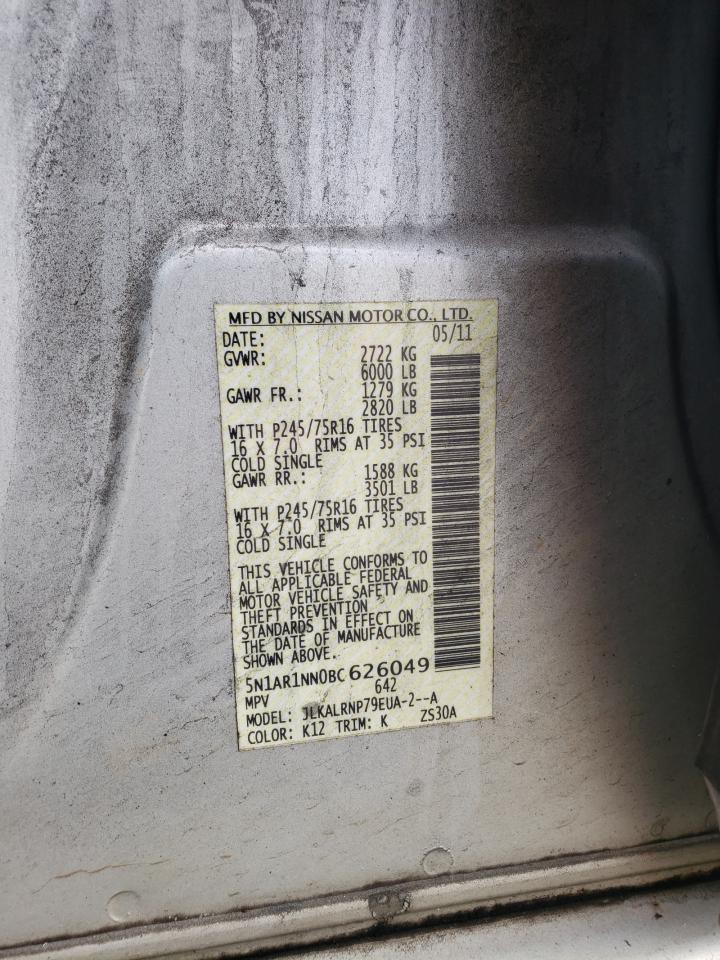 MFD BY NISSAN MOTOR CO., LTD.
DATE: 05/11
GVWR: 2722 KG
6000 LB
GAWR FR.: 1279 KG
2820 LB
WITH P245/75R16 TIRES
16 X 7.0 RIMS AT 35 PSI
COLD SINGLE
GAWR RR.: 1588 KG
3501 LB
WITH P245/75R16 TIRES
16 X 7.0 RIMS AT 35 PSI
COLD SINGLE
THIS VEHICLE CONFORMS TO
ALL APPLICABLE FEDERAL
MOTOR VEHICLE SAFETY AND
THEFT PREVENTION
STANDARDS IN EFFECT ON
THE DATE OF MANUFACTURE
SHOWN ABOVE.
5N1AR1NN0BC626049
MPV 642
MODEL: JLKALRNP79EUA-2--A
COLOR: K12 TRIM: K ZS30A